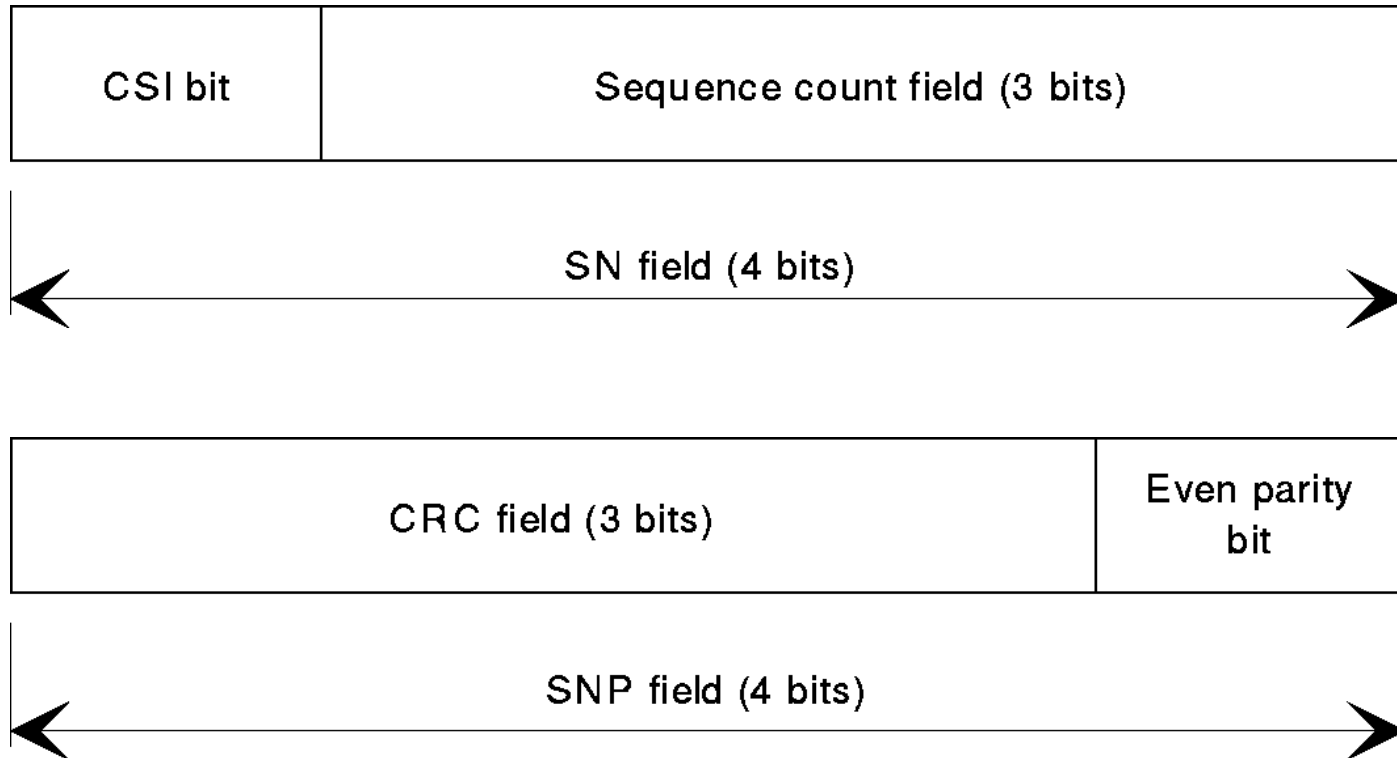 CSI bit
Sequence count field (3 bits)
SN field (4 bits)
CRC field (3 bits)
Even parity
bit
SNP field (4 bits)